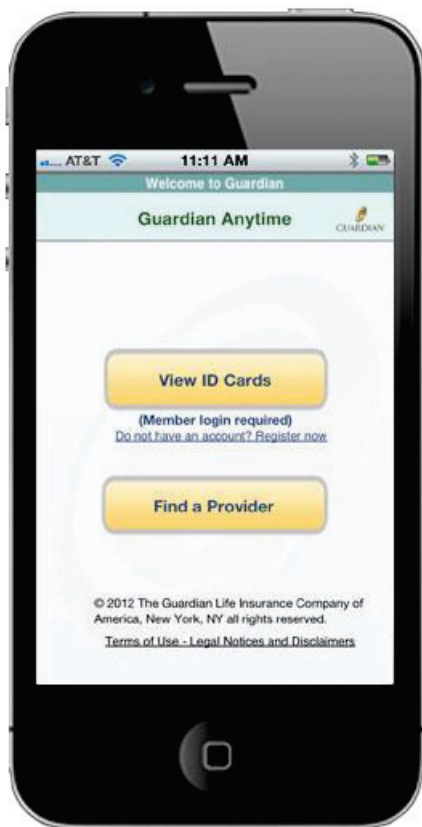 AT&T 11:11 AM
Welcome to Guardian
Guardian Anytime
GUARDIAN
View ID Cards
(Member login required)
Do not have an account? Register now
Find a Provider
© 2012 The Guardian Life Insurance Company of
America, New York, NY all rights reserved.
Terms of Use - Legal Notices and Disclaimers